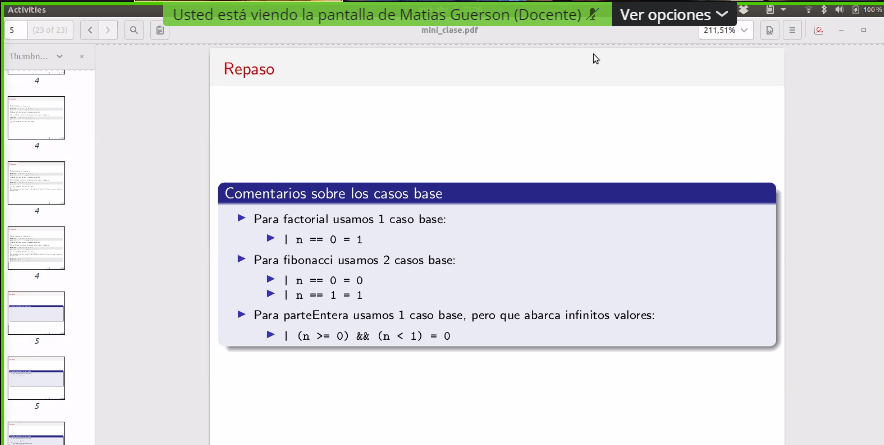 Activities
Usted está viendo la pantalla de Matias Guerson (Docente)
Ver opciones
100 %
5
(23 of 23)
mini_clase.pdf
211,51%
Thumbn...
4
4
4
4
5
5
Repaso
Comentarios sobre los casos base
Para factorial usamos 1 caso base:
| n == 0 = 1
Para fibonacci usamos 2 casos base:
| n == 0 = 0
| n == 1 = 1
Para parteEntera usamos 1 caso base, pero que abarca infinitos valores:
| (n >= 0) && (n < 1) = 0